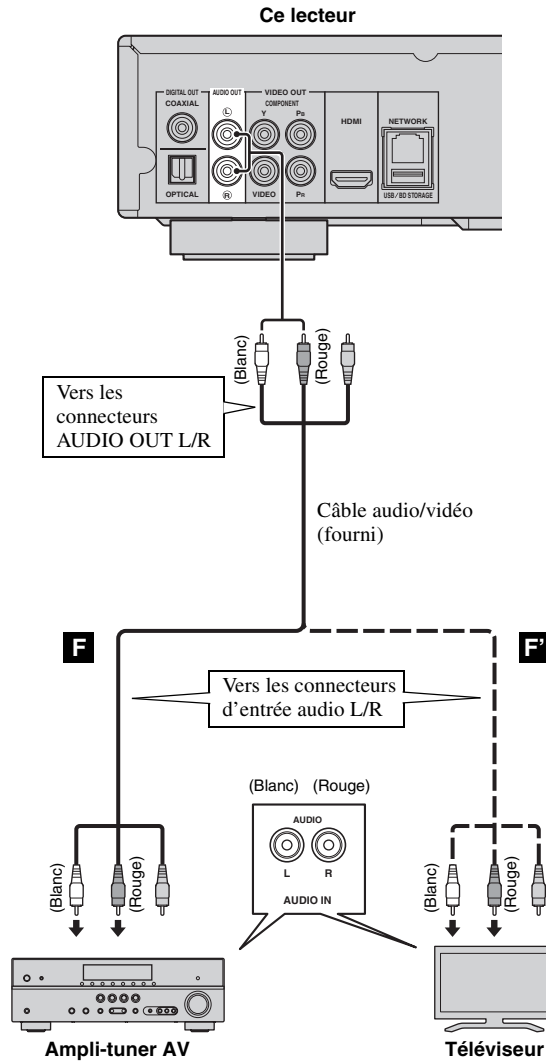 Ce lecteur
DIGITAL OUT
COAXIAL
OPTICAL
AUDIO OUT
L
R
VIDEO OUT
COMPONENT
Y
PB
VIDEO
PR
HDMI
NETWORK
USB/BD STORAGE
(Blanc)
(Rouge)
Vers les
connecteurs
AUDIO OUT L/R
Câble audio/vidéo
(fourni)
F
F'
Vers les connecteurs
d'entrée audio L/R
(Blanc) (Rouge)
AUDIO
L R
AUDIO IN
(Blanc)
(Rouge)
(Blanc)
(Rouge)
Ampli-tuner AV
Téléviseur